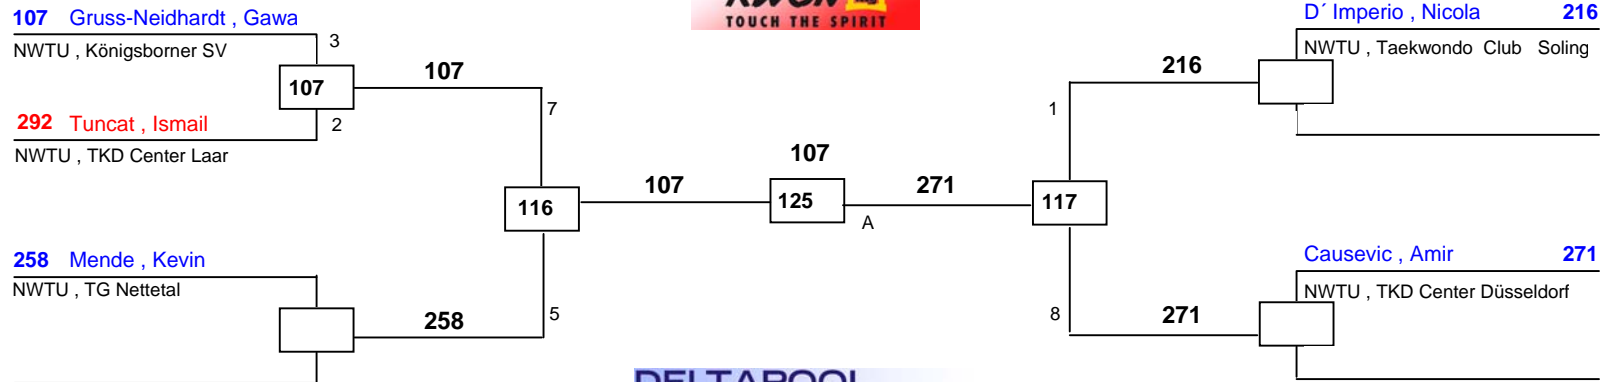 107 Gruss-Neidhardt , Gawa
NWTU , Königsborner SV
3
107
107
292 Tuncat , Ismail
2
NWTU , TKD Center Laar
7
116
107
258 Mende , Kevin
NWTU , TG Nettetal
258
5
KWON
TOUCH THE SPIRIT
107
125
271
A
D´ Imperio , Nicola 216
NWTU , Taekwondo Club Soling
216
1
117
Causevic , Amir 271
NWTU , TKD Center Düsseldorf
8
271
DELTAPOOL